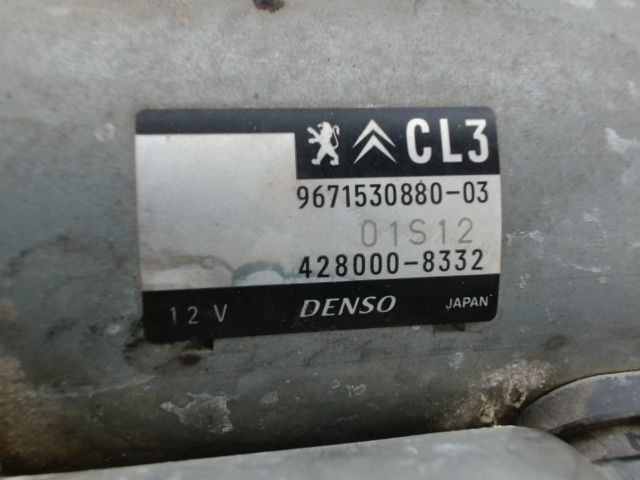 CL3
9671530880-03
01S12
428000-8332
12 V DENSO JAPAN